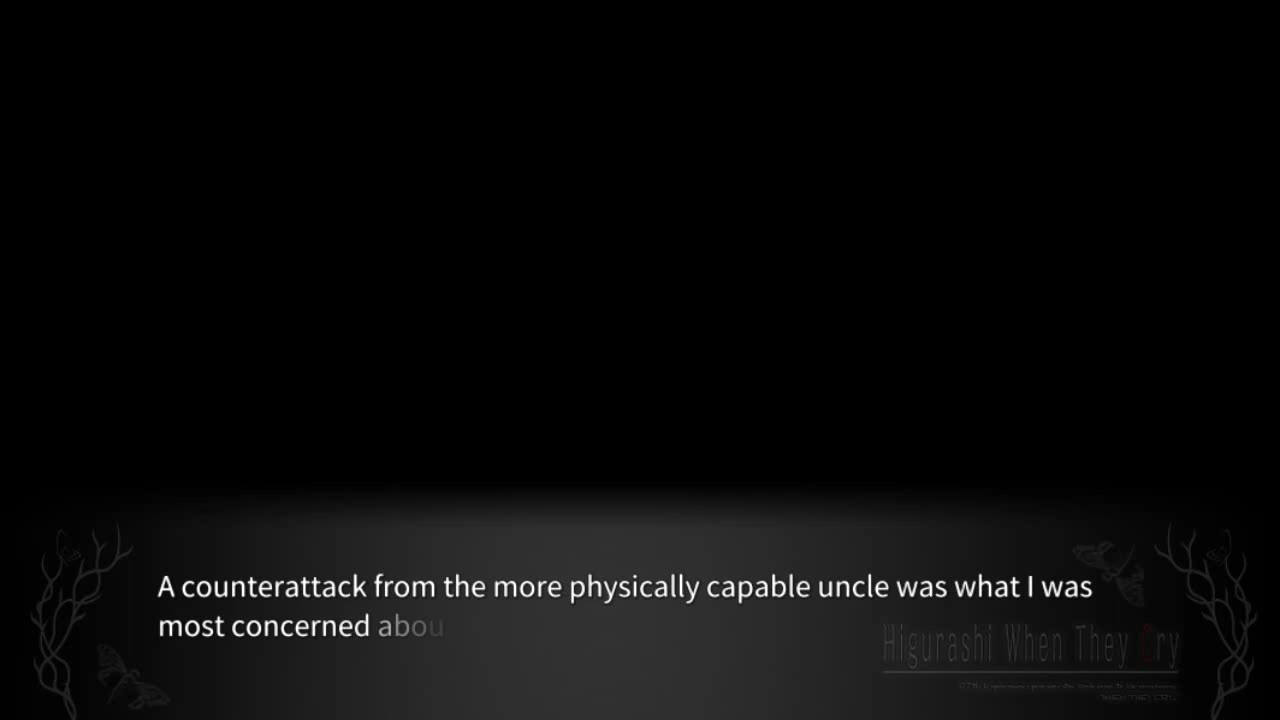 A counterattack from the more physically capable uncle was what I was
most concerned abou
Higurashi When They Cry